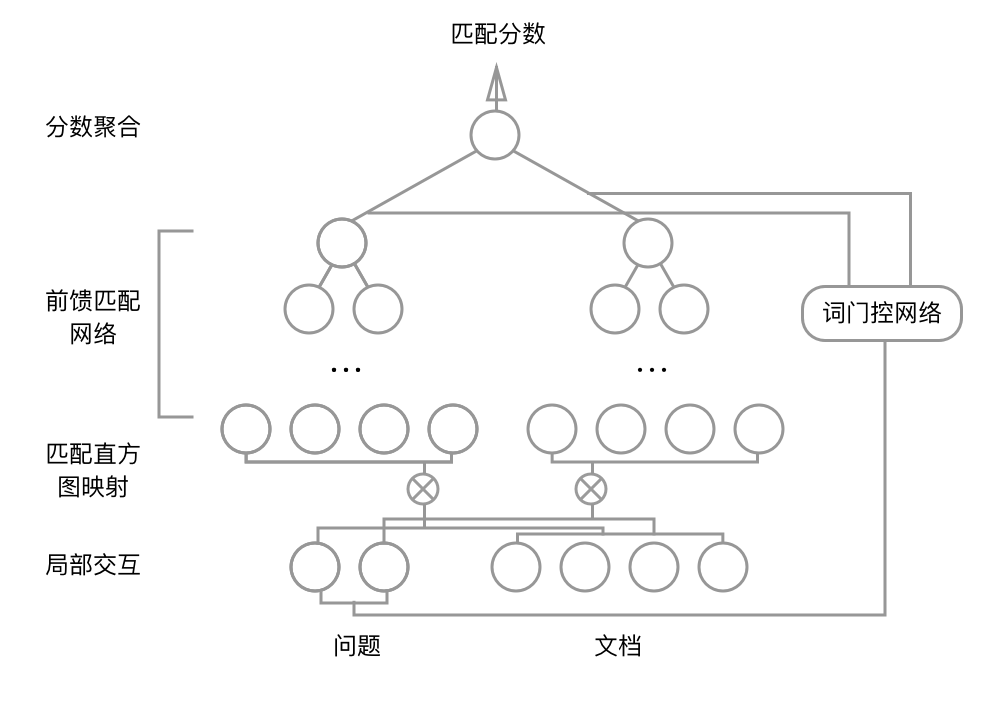 匹配分数
分数聚合
前馈匹配
网络
词门控网络
...
...
匹配直方
图映射
局部交互
问题
文档